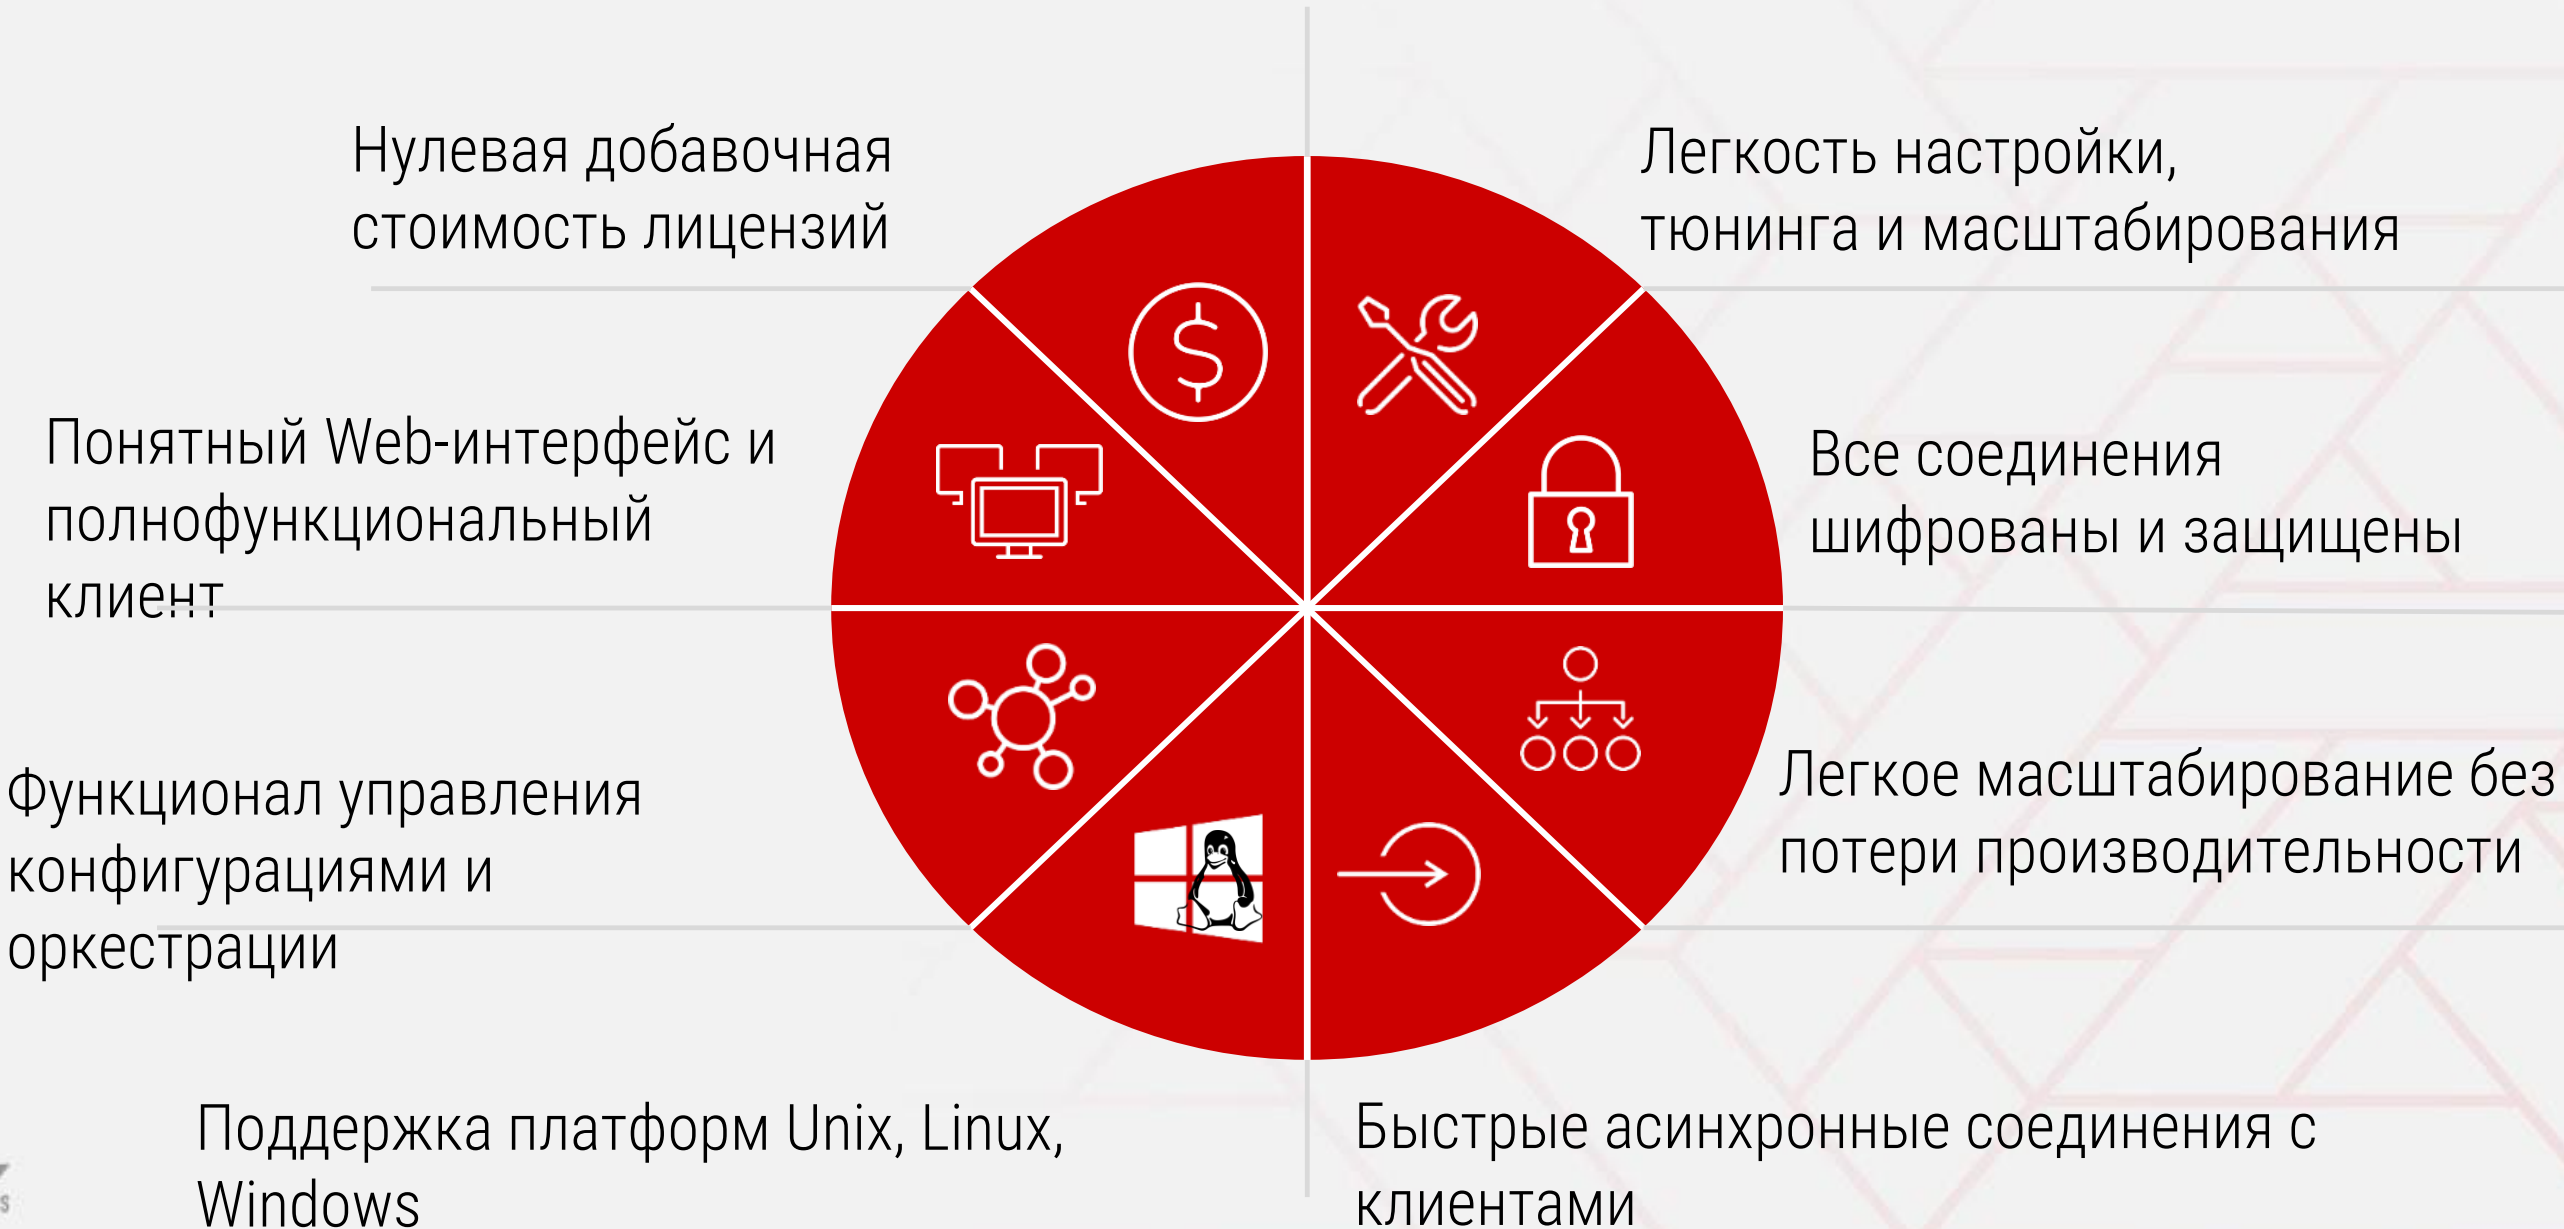 Нулевая добавочная
стоимость лицензий
Легкость настройки,
тюнинга и масштабирования
Понятный Web-интерфейс и
полнофункциональный
клиент
Все соединения
шифрованы и защищены
Функционал управления
конфигурациями и
оркестрации
Легкое масштабирование без
потери производительности
Поддержка платформ Unix, Linux,
Windows
Быстрые асинхронные соединения с
клиентами